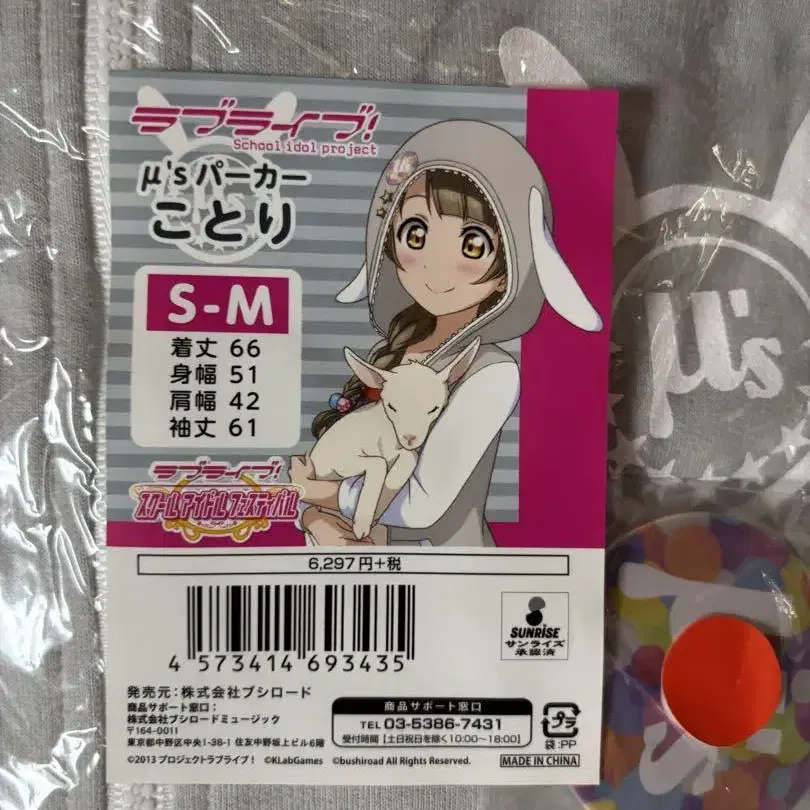 ラブライブ!
School idol project
μ'sパーカー
ことり
S-M
着丈 66
身幅 51
肩幅 42
袖丈 61
ラブライブ!
スクールアイドルフェスティバル
6,297円+税
4 573414 693435
SUNRISE
サンライズ
承認済
発売元:株式会社ブシロード
商品サポート窓口:
株式会社ブシロードミュージック
〒164-0011
東京都中野区中央1-38-1 住友中野坂上ビル6階
商品サポート窓口
TEL 03-5386-7431
受付時間【土日祝日を除く10:00~18:00】
プラ
袋:PP
©2013 プロジェクトラブライブ! ©KLabGames ©bushiroad All Rights Reserved.
MADE IN CHINA
μ's